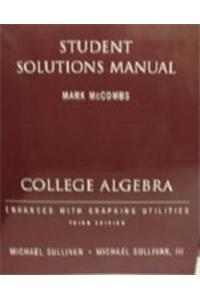 STUDENT
SOLUTIONS MANUAL
MARK McCOMBS
COLLEGE ALGEBRA
ENHANCED WITH GRAPHING UTILITIES
THIRD EDITION
MICHAEL SULLIVAN • MICHAEL SULLIVAN, III